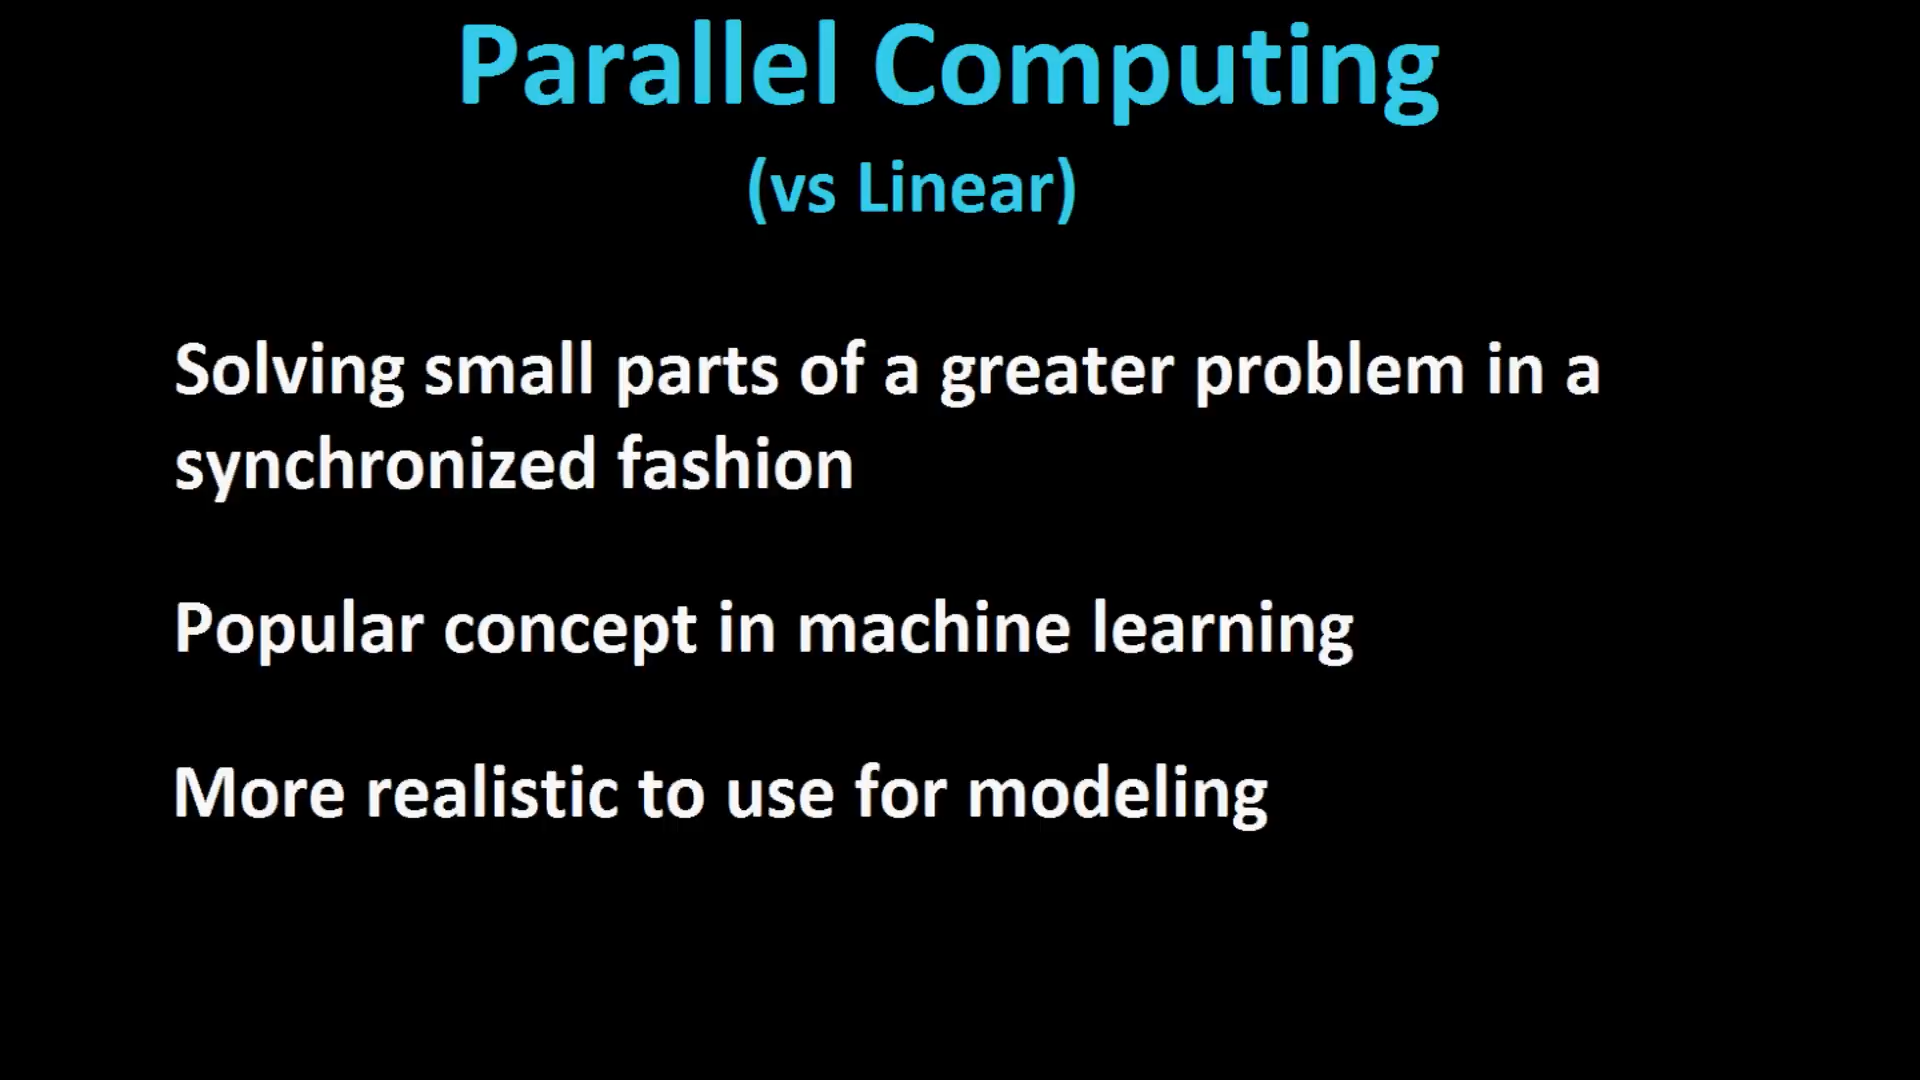 Parallel Computing
(vs Linear)
Solving small parts of a greater problem in a
synchronized fashion
Popular concept in machine learning
More realistic to use for modeling